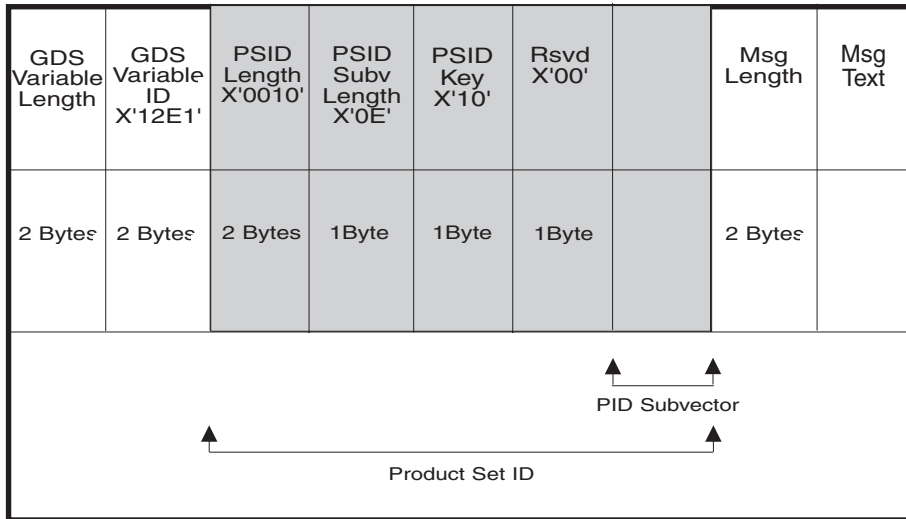 GDS
Variable
Length
GDS
Variable
ID
X'12E1'
PSID
Length
X'0010'
PSID
Subv
Length
X'0E'
PSID
Key
X'10'
Rsvd
X'00'
Msg
Length
Msg
Text
2 Bytes
2 Bytes
2 Bytes
1Byte
1Byte
1Byte
2 Bytes
PID Subvector
Product Set ID